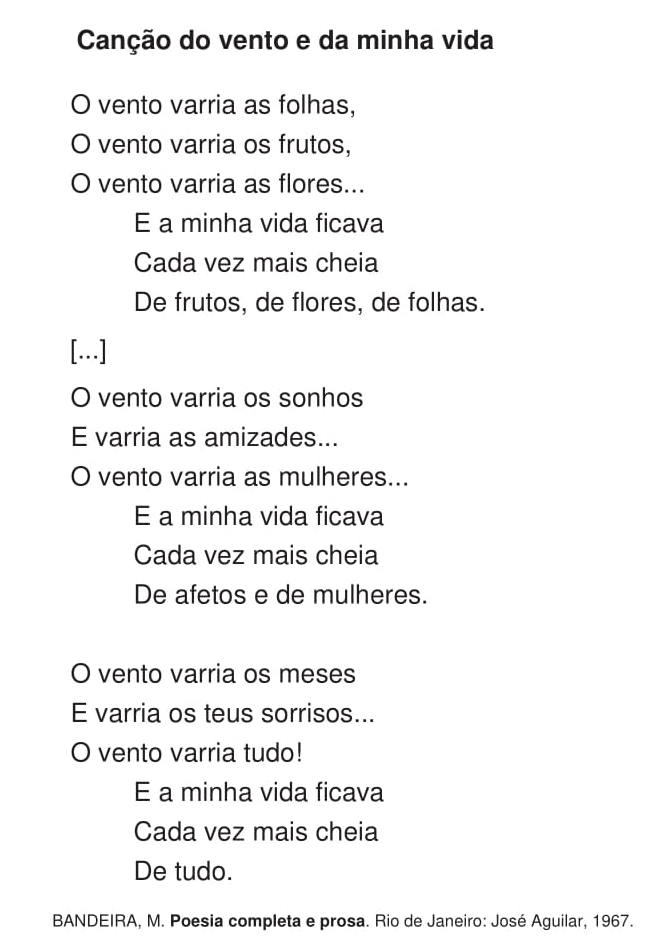 Canção do vento e da minha vida
O vento varria as folhas,
O vento varria os frutos,
O vento varria as flores...
E a minha vida ficava
Cada vez mais cheia
De frutos, de flores, de folhas.
[...]
O vento varria os sonhos
E varria as amizades...
O vento varria as mulheres...
E a minha vida ficava
Cada vez mais cheia
De afetos e de mulheres.
O vento varria os meses
E varria os teus sorrisos...
O vento varria tudo!
E a minha vida ficava
Cada vez mais cheia
De tudo.
BANDEIRA, M. Poesia completa e prosa. Rio de Janeiro: José Aguilar, 1967.